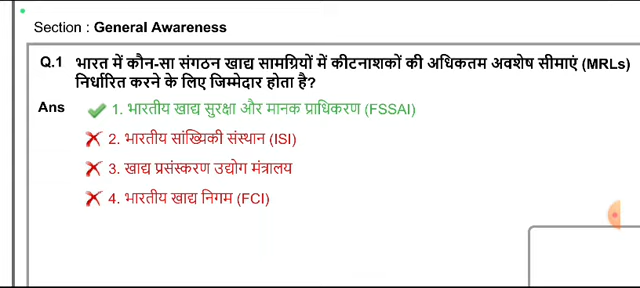 Section : General Awareness
Q.1 भारत में कौन-सा संगठन खाद्य सामग्रियों में कीटनाशकों की अधिकतम अवशेष सीमाएं (MRLs)
निर्धारित करने के लिए जिम्मेदार होता है?
Ans 1. भारतीय खाद्य सुरक्षा और मानक प्राधिकरण (FSSAI)
2. भारतीय सांख्यिकी संस्थान (ISI)
3. खाद्य प्रसंस्करण उद्योग मंत्रालय
4. भारतीय खाद्य निगम (FCI)